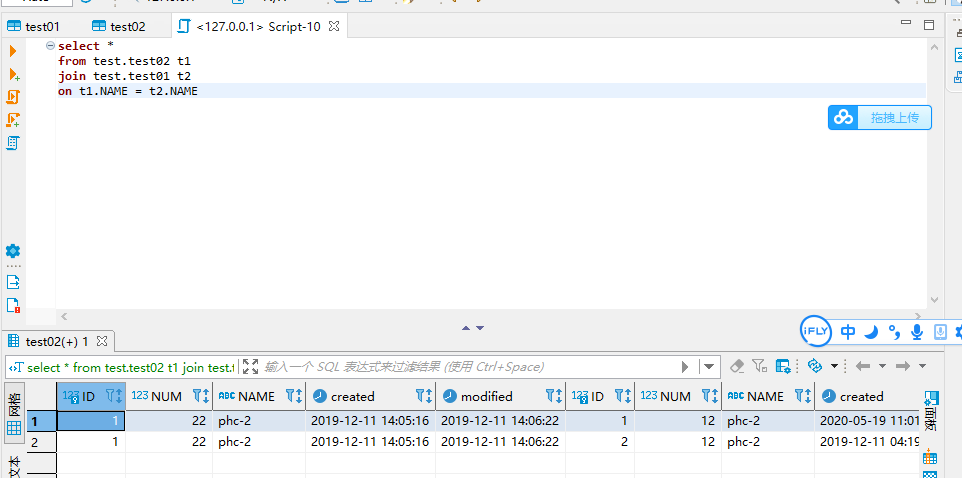 test01 test02 <127.0.0.1> Script-10
select *
from test.test02 t1
join test.test01 t2
on t1.NAME = t2.NAME
拖拽上传
iFLY 中
test02(+) 1
select * from test.test02 t1 join test.t 输入一个 SQL 表达式来过滤结果 (使用 Ctrl+Space)
网格 123 ID 123 NUM ABC NAME created modified 123 ID 123 NUM ABC NAME created
面板
1 1 22 phc-2 2019-12-11 14:05:16 2019-12-11 14:06:22 1 12 phc-2 2020-05-19 11:01
2 1 22 phc-2 2019-12-11 14:05:16 2019-12-11 14:06:22 2 12 phc-2 2019-12-11 04:19
文本